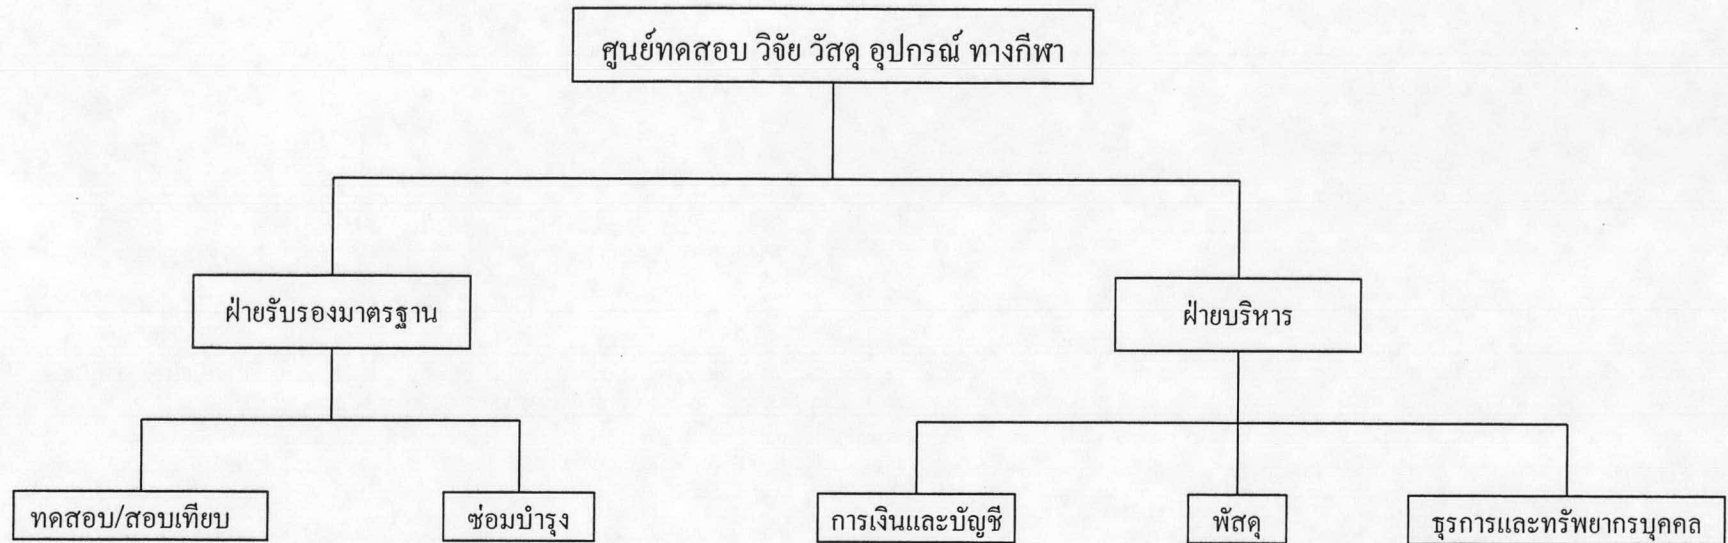 ศูนย์ทดสอบ วิจัย วัสดุ อุปกรณ์ ทางกีฬา
ฝ่ายรับรองมาตรฐาน
ฝ่ายบริหาร
ทดสอบ/สอบเทียบ
ซ่อมบำรุง
การเงินและบัญชี
พัสดุ
ธุรการและทรัพยากรบุคคล